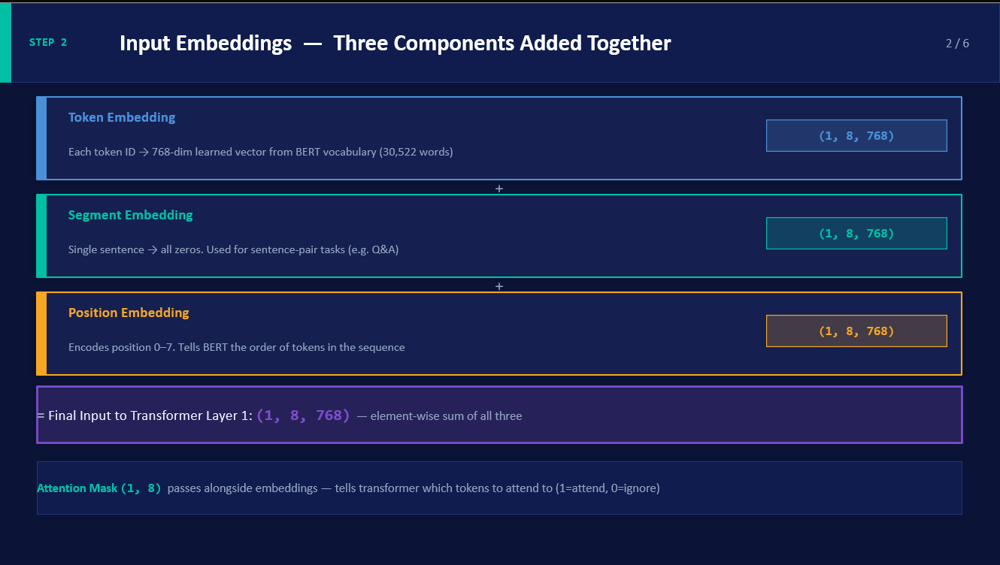 STEP 2
Input Embeddings — Three Components Added Together
2 / 6
Token Embedding
Each token ID → 768-dim learned vector from BERT vocabulary (30,522 words)
(1, 8, 768)
+
Segment Embedding
Single sentence → all zeros. Used for sentence-pair tasks (e.g. Q&A)
(1, 8, 768)
+
Position Embedding
Encodes position 0–7. Tells BERT the order of tokens in the sequence
(1, 8, 768)
= Final Input to Transformer Layer 1: (1, 8, 768) — element-wise sum of all three
Attention Mask (1, 8) passes alongside embeddings — tells transformer which tokens to attend to (1=attend, 0=ignore)